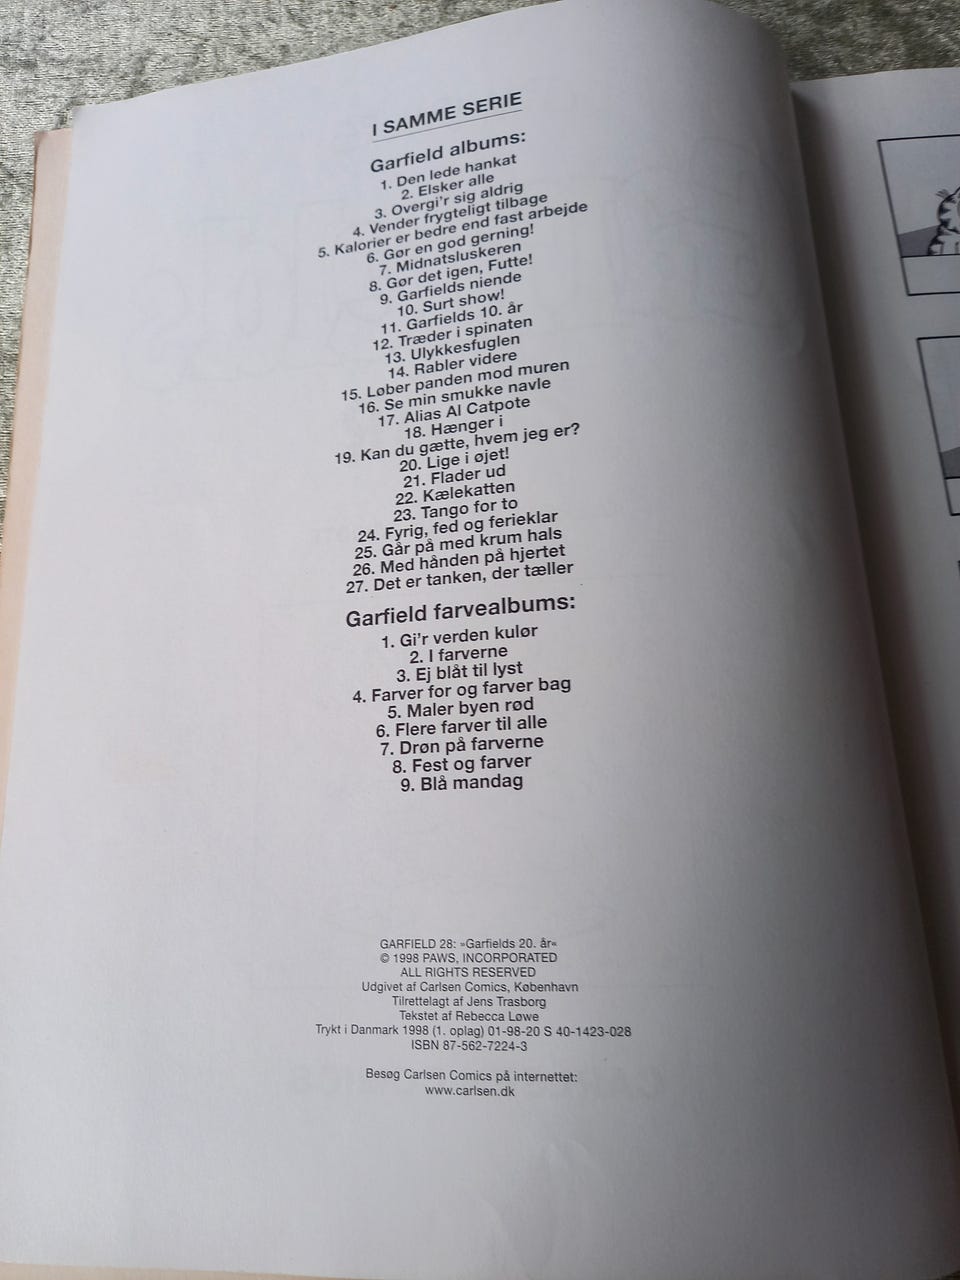 I SAMME SERIE
Garfield albums:
1. Den lede hankat
2. Elsker alle
3. Overgi'r sig aldrig
4. Vender frygteligt tilbage
5. Kalorier er bedre end fast arbejde
6. Gør en god gerning!
7. Midnatsluskeren
8. Gør det igen, Futte!
9. Garfields niende
10. Surt show!
11. Garfields 10. år
12. Træder i spinaten
13. Ulykkesfuglen
14. Rabler videre
15. Løber panden mod muren
16. Se min smukke navle
17. Alias Al Catpote
18. Hænger i
19. Kan du gætte, hvem jeg er?
20. Lige i øjet!
21. Flader ud
22. Kælekatten
23. Tango for to
24. Fyrig, fed og ferieklar
25. Går på med krum hals
26. Med hånden på hjertet
27. Det er tanken, der tæller
Garfield farvealbums:
1. Gi'r verden kulør
2. I farverne
3. Ej blåt til lyst
4. Farver for og farver bag
5. Maler byen rød
6. Flere farver til alle
7. Drøn på farverne
8. Fest og farver
9. Blå mandag
GARFIELD 28: »Garfields 20. år«
© 1998 PAWS, INCORPORATED
ALL RIGHTS RESERVED
Udgivet af Carlsen Comics, København
Tilrettelagt af Jens Trasborg
Tekstet af Rebecca Løwe
Trykt i Danmark 1998 (1. oplag) 01-98-20 S 40-1423-028
ISBN 87-562-7224-3
Besøg Carlsen Comics på internettet:
www.carlsen.dk